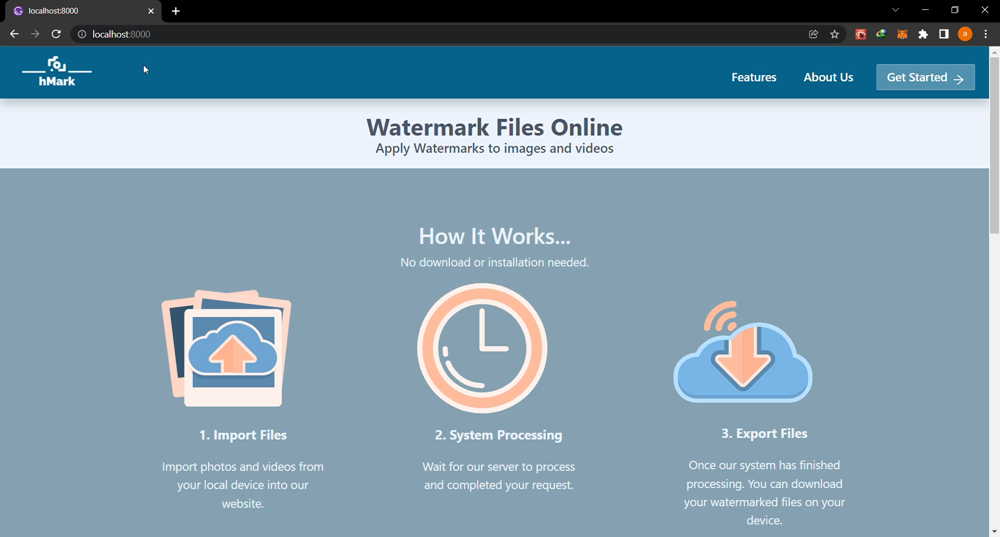 localhost:8000
localhost:8000
a
hMark
Features
About Us
Get Started
Watermark Files Online
Apply Watermarks to images and videos
How It Works...
No download or installation needed.
1. Import Files
Import photos and videos from
your local device into our
website.
2. System Processing
Wait for our server to process
and completed your request.
3. Export Files
Once our system has finished
processing. You can download
your watermarked files on your
device.